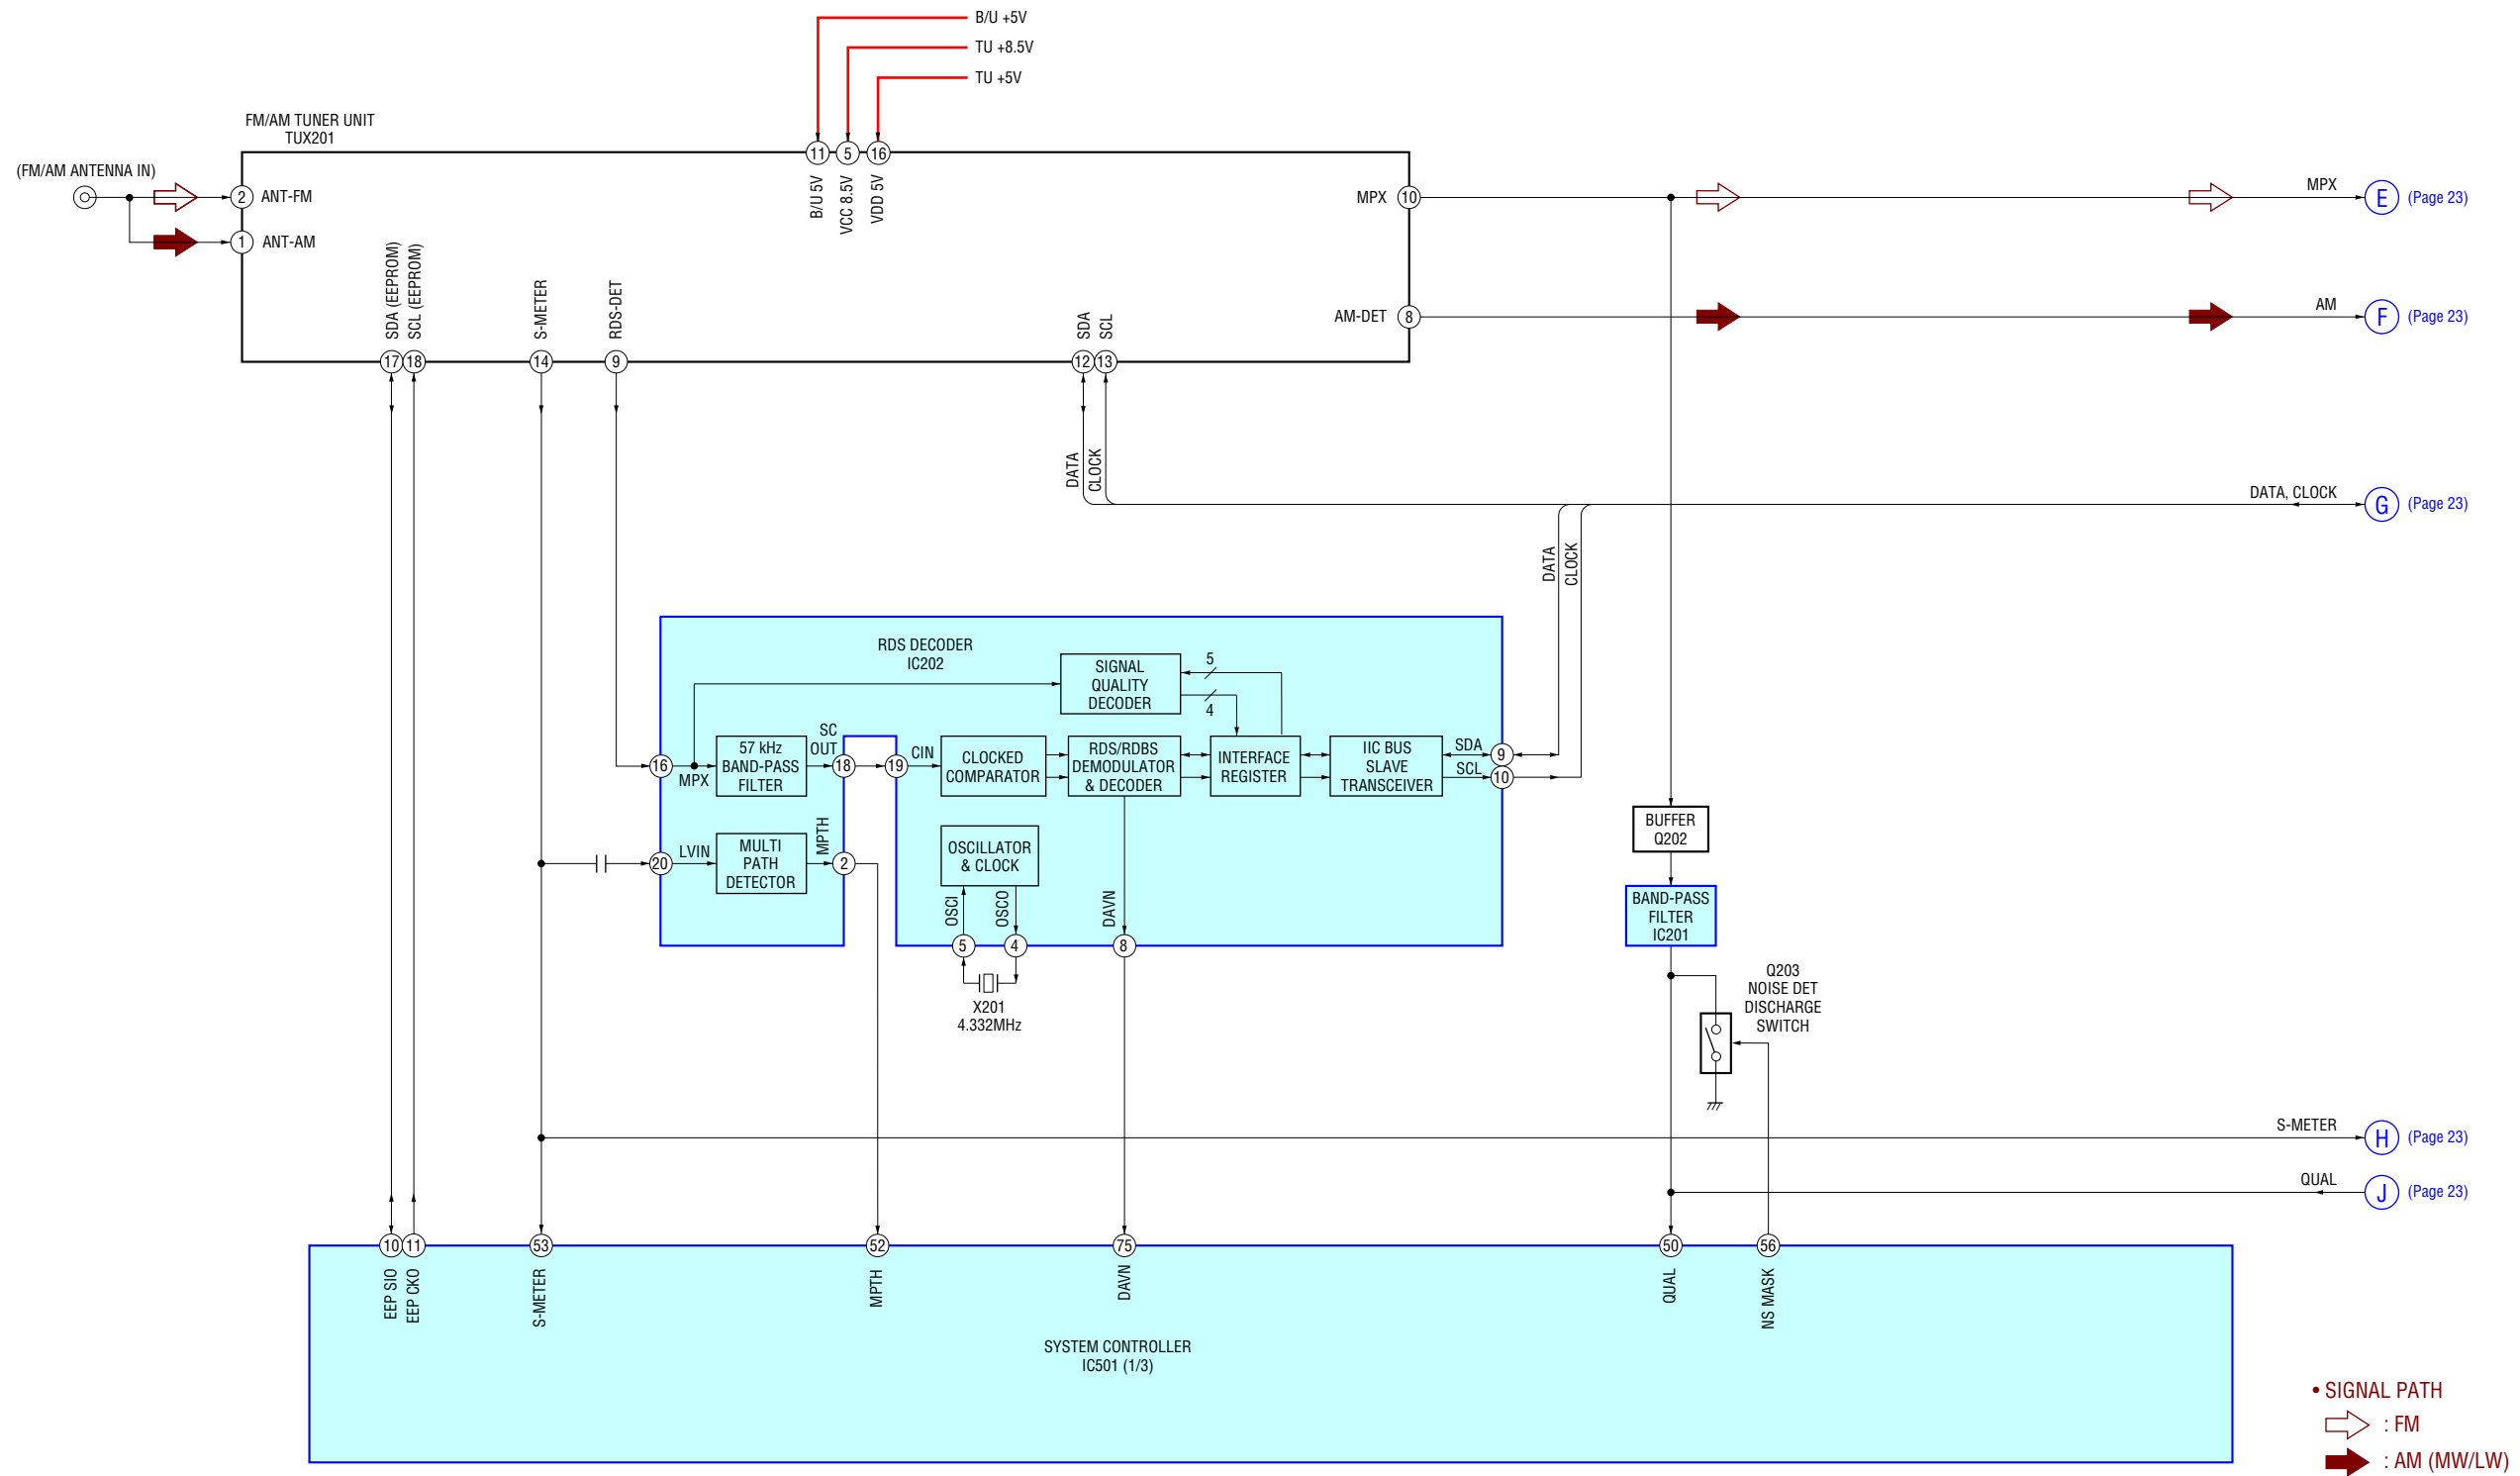 B/U +5V
TU +8.5V
TU +5V
FM/AM TUNER UNIT
TUX201
(FM/AM ANTENNA IN)
11
5
16
B/U 5V
VCC 8.5V
VDD 5V
2
ANT-FM
1
ANT-AM
MPX
10
MPX
E
(Page 23)
AM-DET
8
AM
F
(Page 23)
SDA (EEPROM)
SCL (EEPROM)
S-METER
RDS-DET
SDA
SCL
17
18
14
9
12
13
DATA
CLOCK
DATA, CLOCK
G
(Page 23)
DATA
CLOCK
RDS DECODER
IC202
SIGNAL
QUALITY
DECODER
5
4
16
MPX
57 kHz
BAND-PASS
FILTER
SC
OUT
18
19
CIN
CLOCKED
COMPARATOR
RDS/RDBS
DEMODULATOR
& DECODER
INTERFACE
REGISTER
IIC BUS
SLAVE
TRANSCEIVER
SDA
SCL
9
10
20
LVIN
MULTI
PATH
DETECTOR
MPTH
2
OSCILLATOR
& CLOCK
OSCI
OSCO
DAVN
5
4
8
X201
4.332MHz
BUFFER
Q202
BAND-PASS
FILTER
IC201
Q203
NOISE DET
DISCHARGE
SWITCH
S-METER
H
(Page 23)
QUAL
J
(Page 23)
10
11
53
52
75
50
56
EEP SIO
EEP CKO
S-METER
MPTH
DAVN
QUAL
NS MASK
SYSTEM CONTROLLER
IC501 (1/3)
• SIGNAL PATH
: FM
: AM (MW/LW)